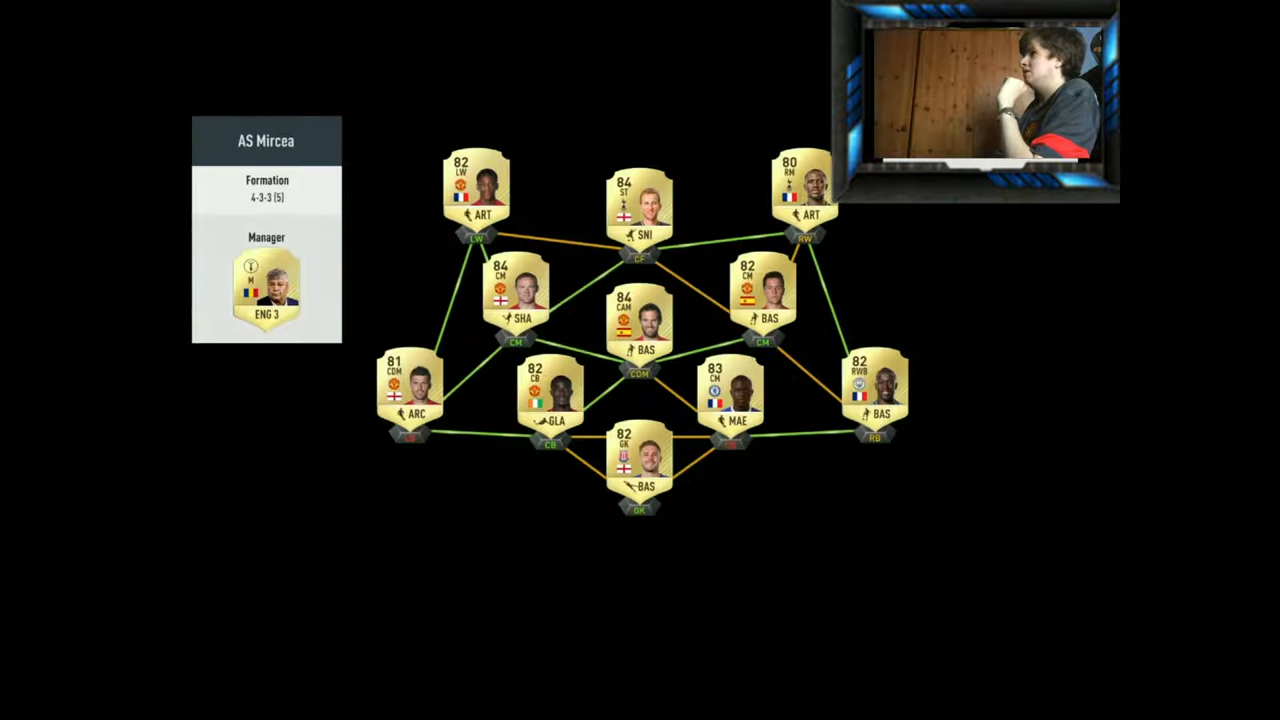 AS Mircea
Formation
4-3-3 (5)
Manager
M
ENG 3
82
LW
ART
LW
84
ST
SNI
CF
80
RM
ART
RW
84
CM
SHA
CM
84
CAM
BAS
CDM
82
CM
BAS
CM
81
CDM
ARC
82
CB
GLA
CB
83
CM
MAE
82
RWB
BAS
RB
82
GK
BAS
GK